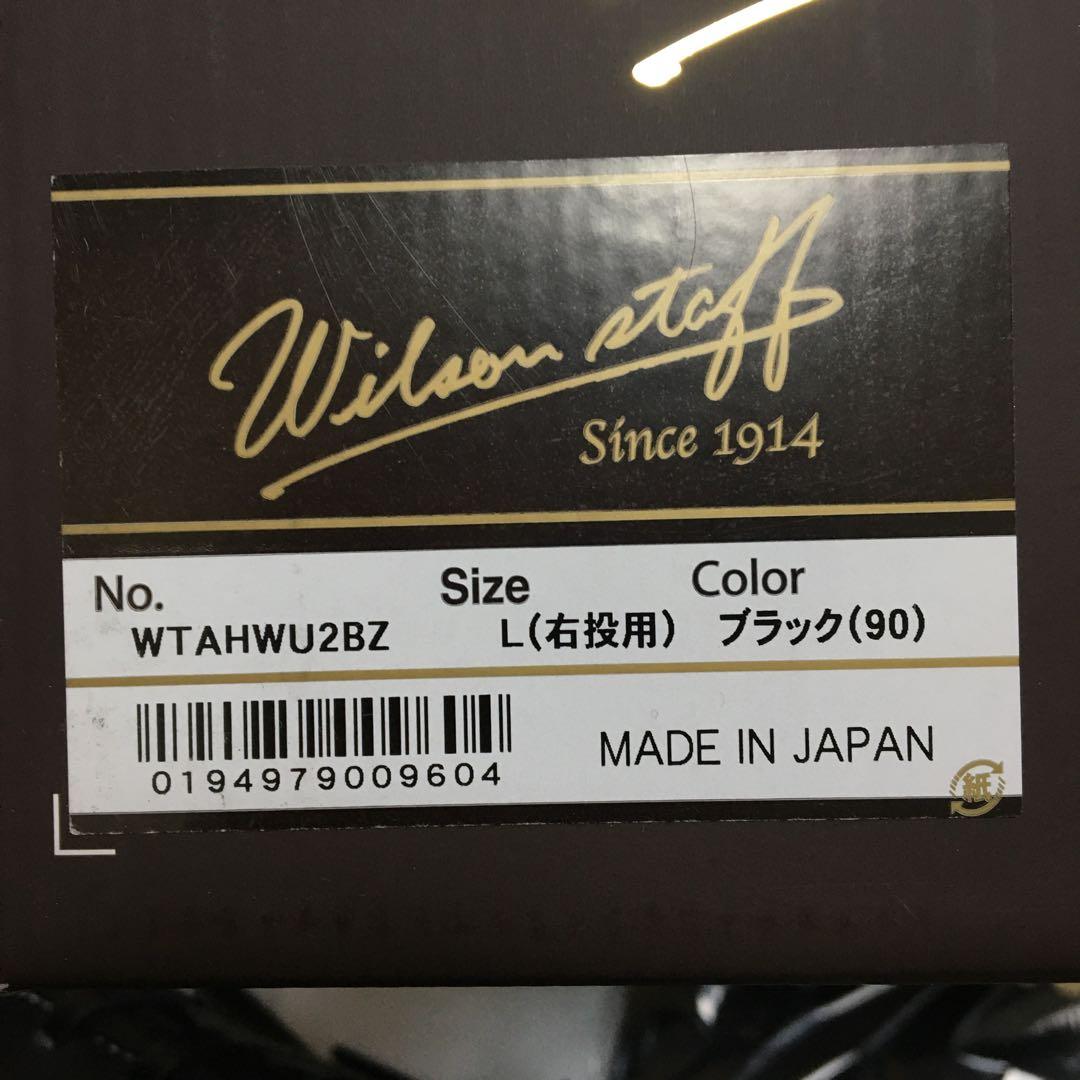 Wilson staff
Since 1914
No. Size Color
WTAHWU2BZ L(右投用) ブラック(90)
0194979009604
MADE IN JAPAN
紙